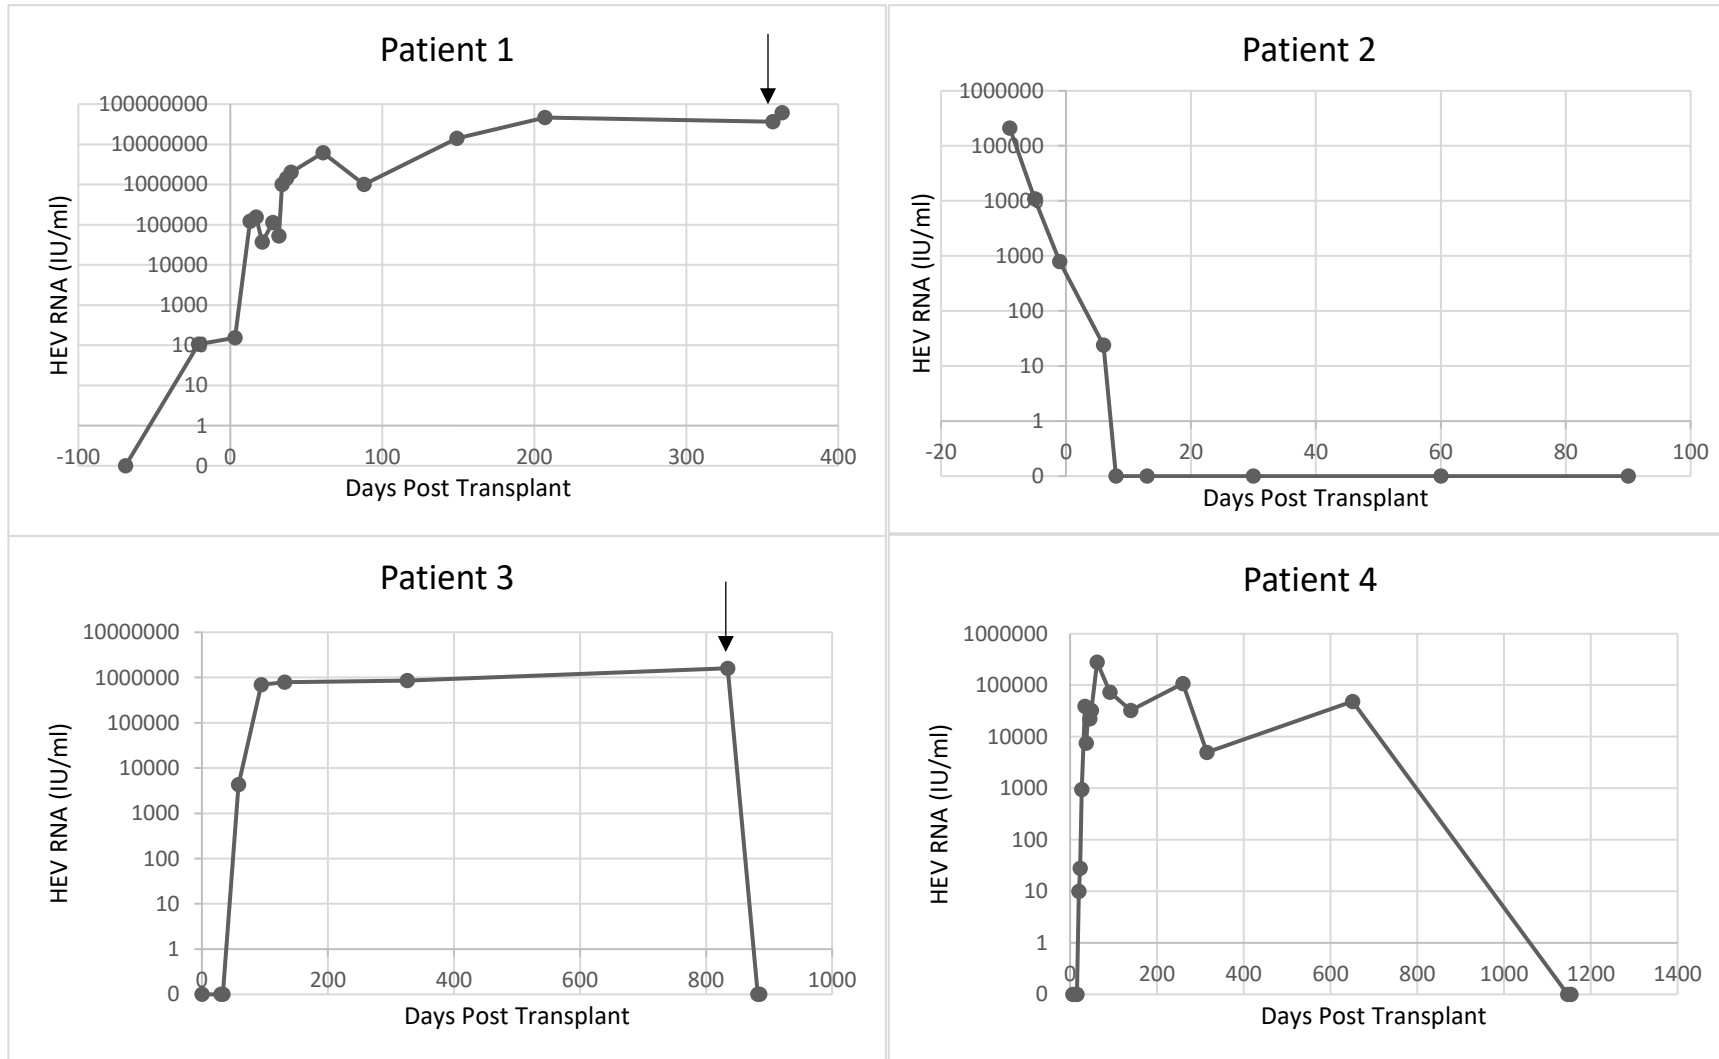 Patient 1
100000000
10000000
1000000
100000
10000
1000
100
10
1
0
-100 0 100 200 300 400
HEV RNA (IU/ml)
Days Post Transplant
Patient 2
1000000
100000
10000
1000
100
10
1
0
-20 0 20 40 60 80 100
HEV RNA (IU/ml)
Days Post Transplant
Patient 3
10000000
1000000
100000
10000
1000
100
10
1
0
0 200 400 600 800 1000
HEV RNA (IU/ml)
Days Post Transplant
Patient 4
1000000
100000
10000
1000
100
10
1
0
0 200 400 600 800 1000 1200 1400
HEV RNA (IU/ml)
Days Post Transplant